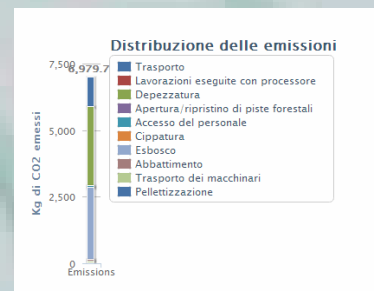 Distribuzione delle emissioni
7,500
6,979.7
5,000
2,500
0
Kg di CO2 emessi
Emissions
Trasporto
Lavorazioni eseguite con processore
Depezzatura
Apertura/ripristino di piste forestali
Accesso del personale
Cippatura
Esbosco
Abbattimento
Trasporto dei macchinari
Pellettizzazione